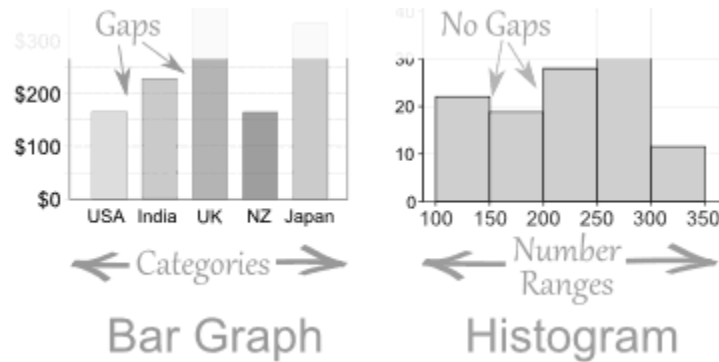 $300
Gaps
$200
$100
$0
USA India UK NZ Japan
Categories
Bar Graph
40
No Gaps
30
20
10
0
100 150 200 250 300 350
Number
Ranges
Histogram